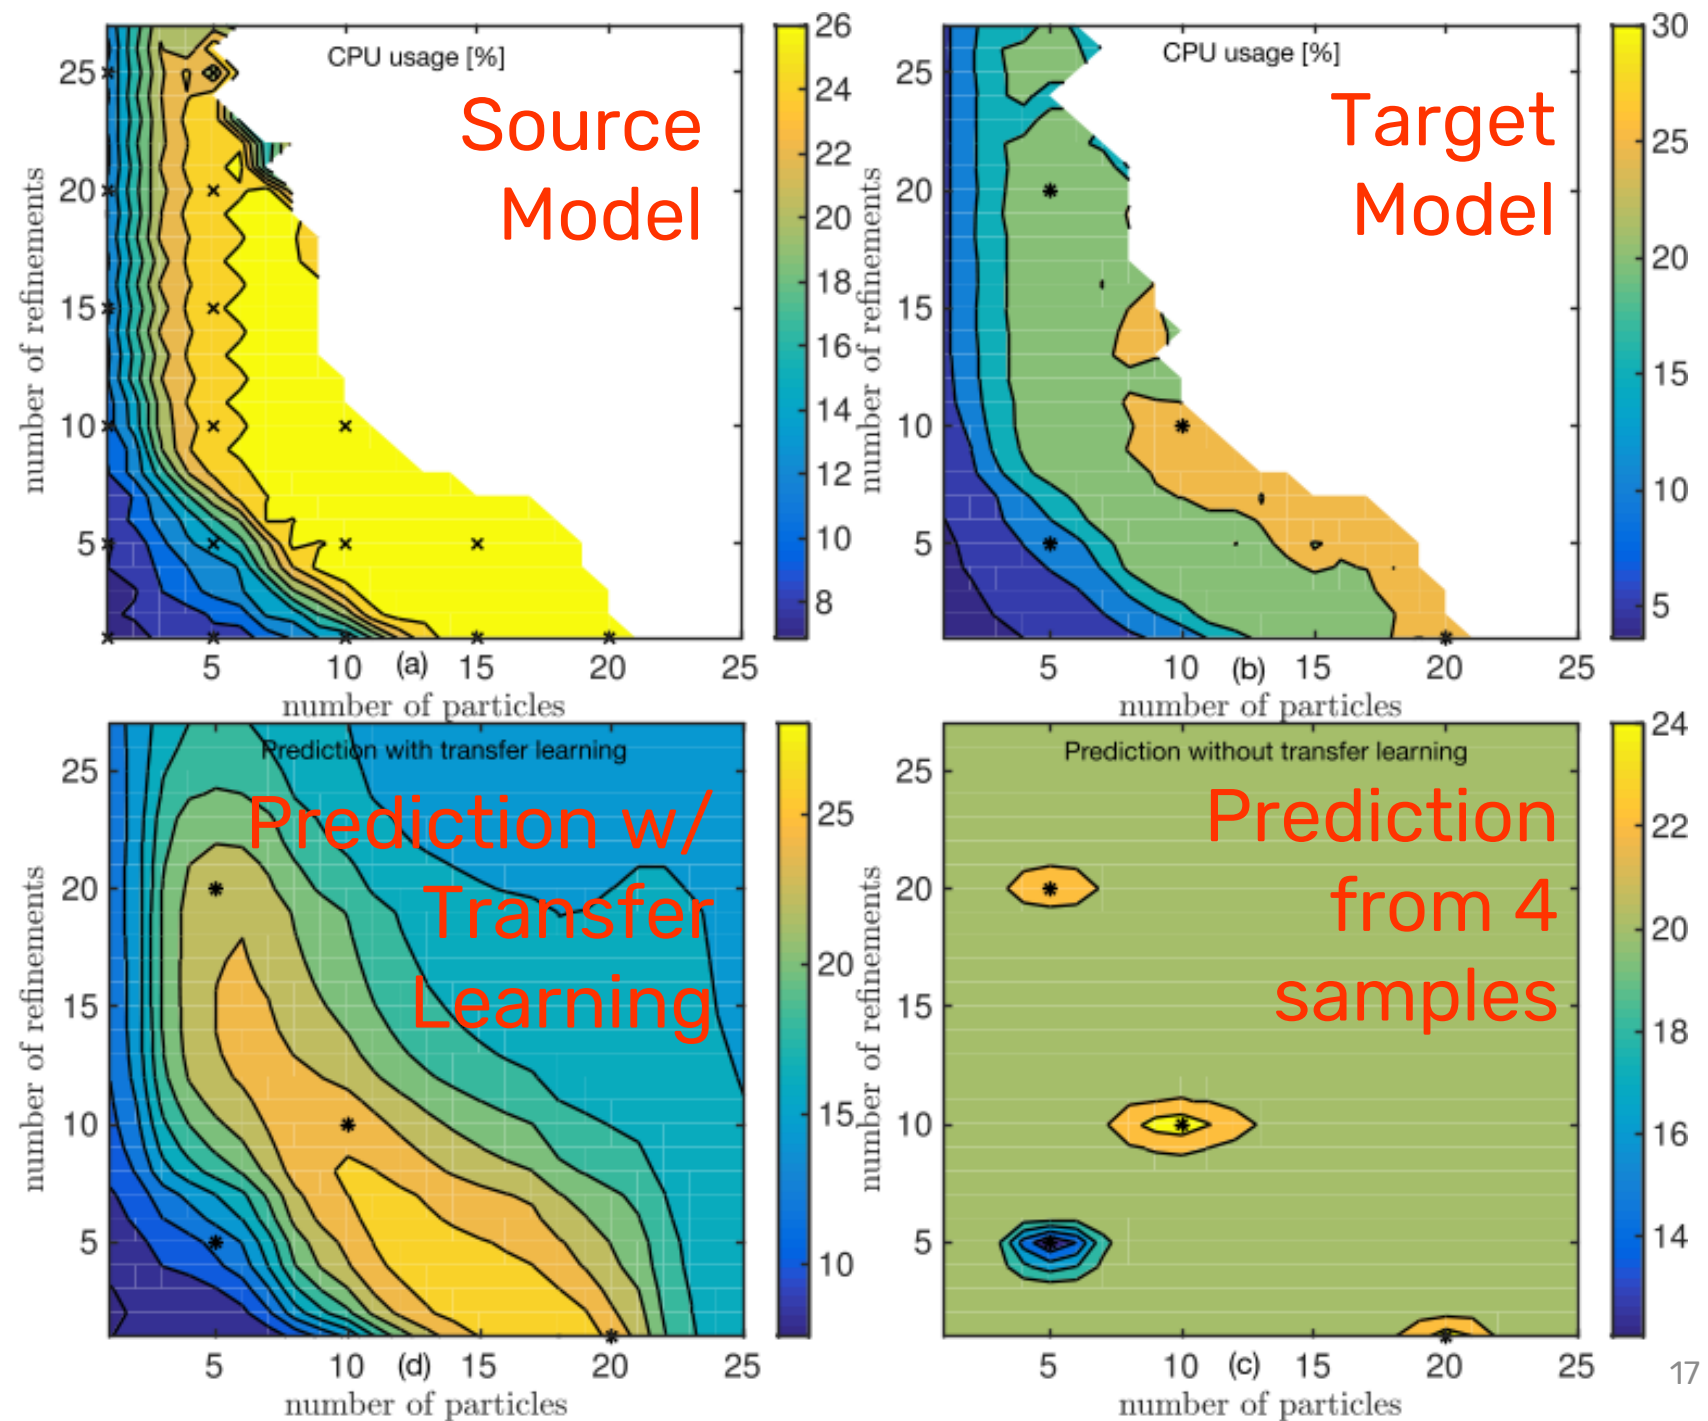 CPU usage [%]
Source
Model
number of refinements
25
20
15
10
5
5
10
(a)
15
20
25
number of particles
26
24
22
20
18
16
14
12
10
8
CPU usage [%]
Target
Model
number of refinements
25
20
15
10
5
5
10
(b)
15
20
25
number of particles
30
25
20
15
10
5
Prediction with transfer learning
Prediction w/
Transfer
Learning
number of refinements
25
20
15
10
5
5
10
(d)
15
20
25
number of particles
25
20
15
10
Prediction without transfer learning
Prediction
from 4
samples
number of refinements
25
20
15
10
5
5
10
(c)
15
20
25
number of particles
24
22
20
18
16
14
17